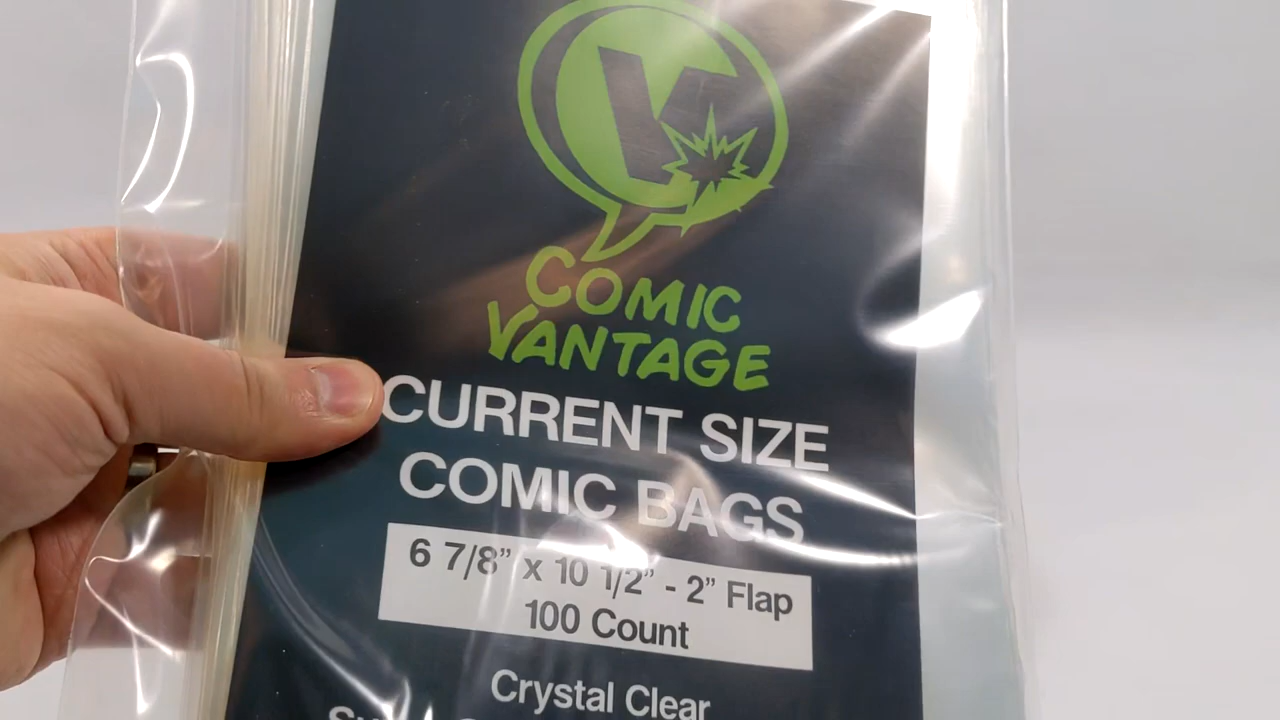 V
COMIC
VANTAGE
CURRENT SIZE
COMIC BAGS
6 7/8” x 10 1/2” - 2” Flap
100 Count
Crystal Clear